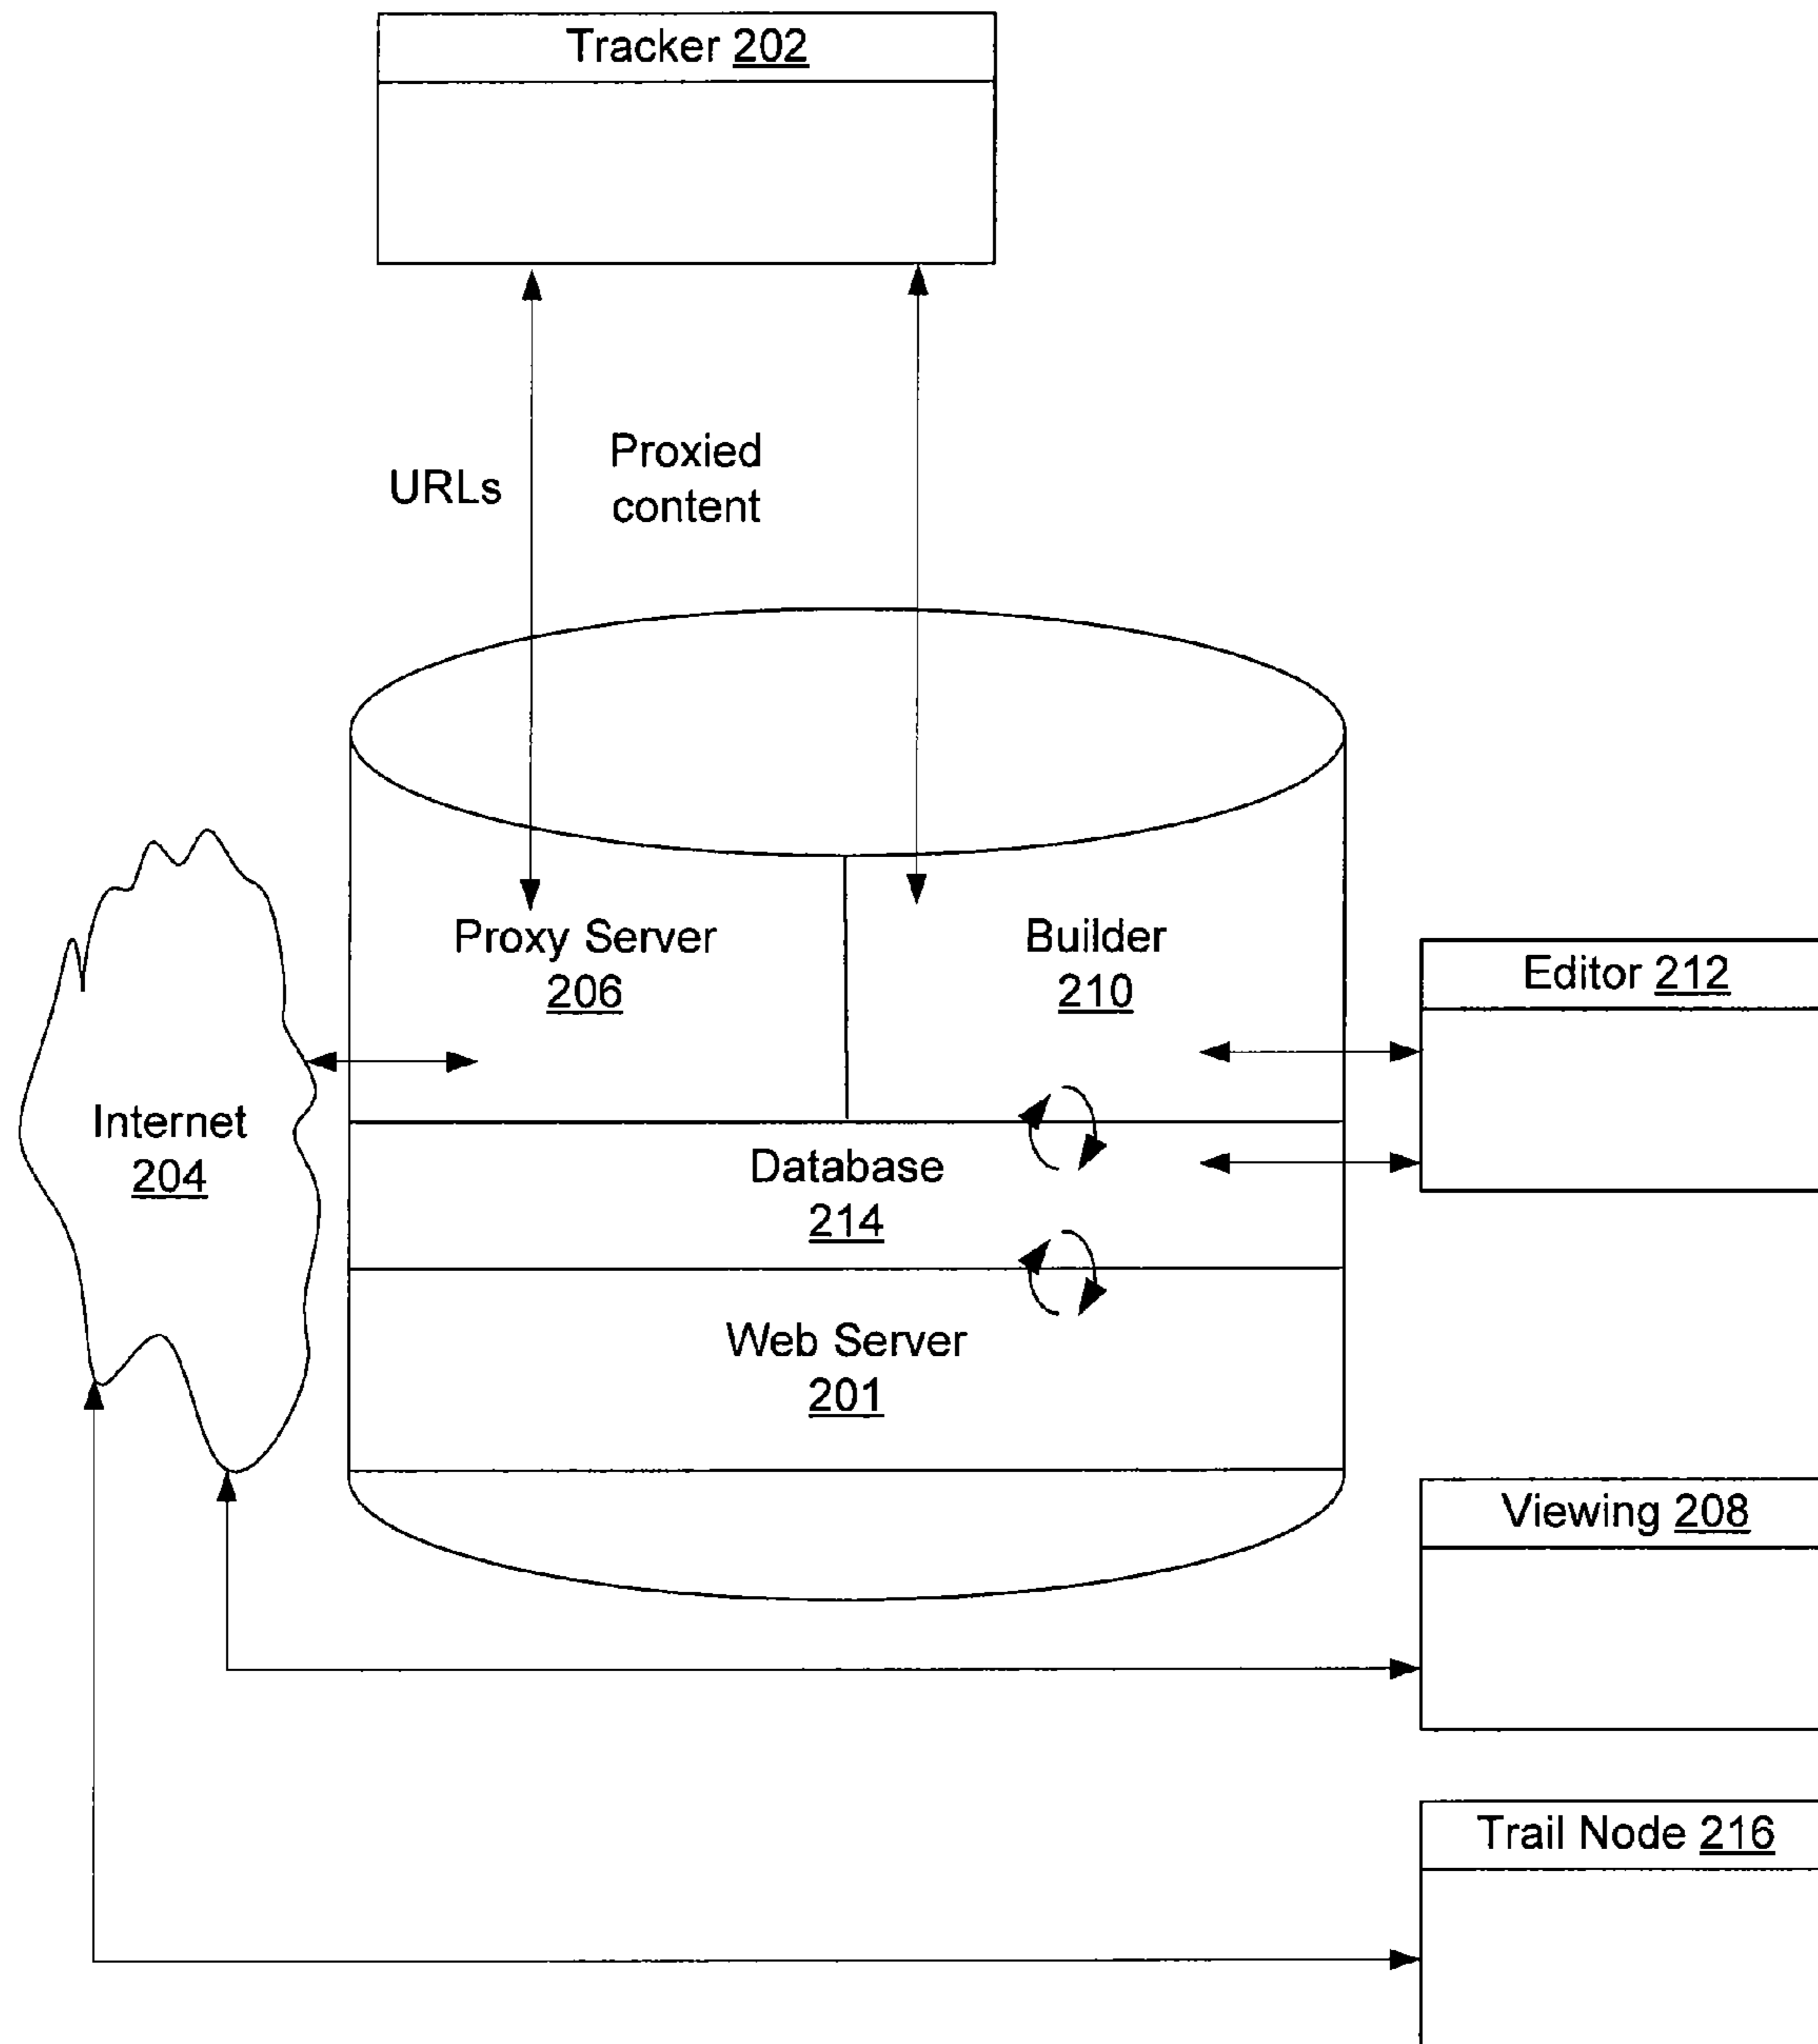 Tracker 202
URLs
Proxied
content
Proxy Server
206
Builder
210
Editor 212
Internet
204
Database
214
Web Server
201
Viewing 208
Trail Node 216